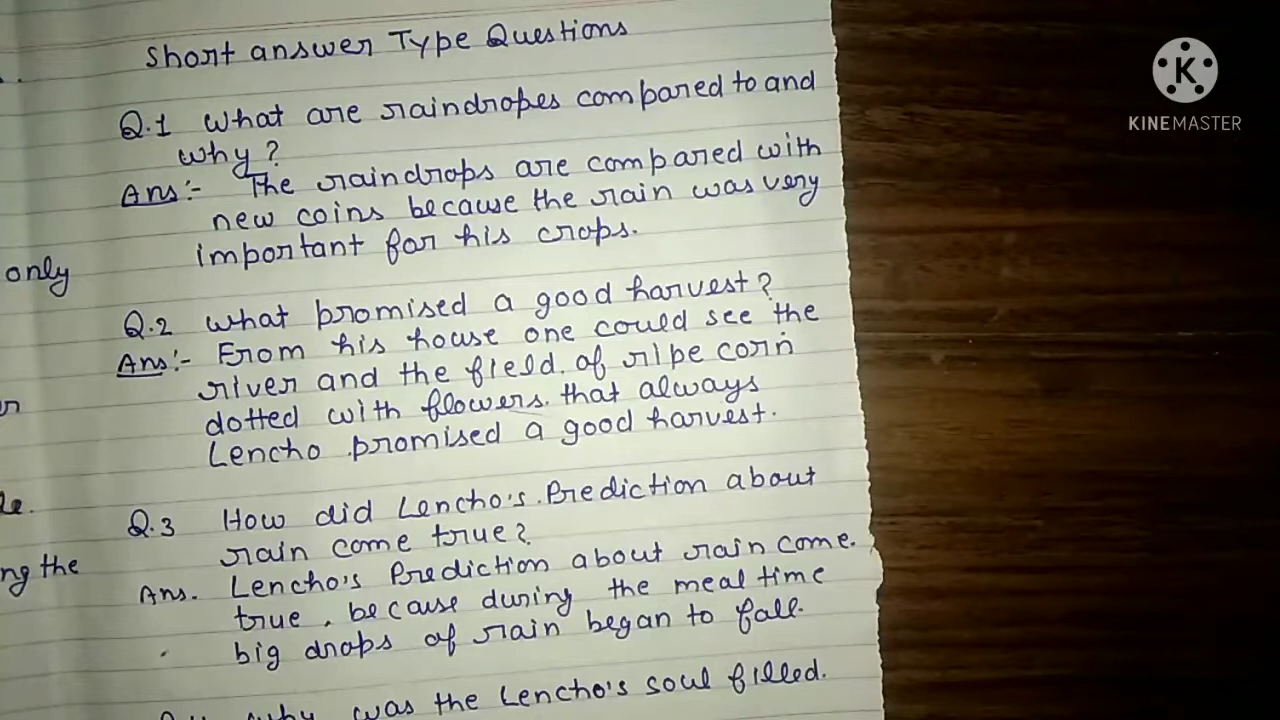 Short answer Type Questions
Q.1 What are raindropes compared to and
why?
Ans:- The raindrops are compared with
new coins because the rain was very
important for his crops.
only
Q.2 What promised a good harvest?
Ans:- From his house one could see the
river and the field. of ripe corn
dotted with flowers. that always
Lencho promised a good harvest.
Q.3 How did Lencho's Prediction about
rain come true?
ng the
Ans. Lencho's Prediction about rain come.
true, because during the meal time
big drops of rain began to fall.
why was the Lencho's soul filled.
KINEMASTER